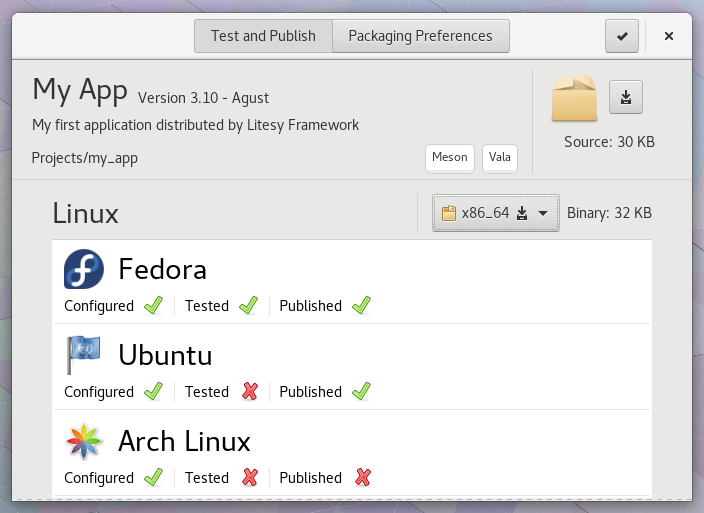 Test and Publish Packaging Preferences
My App Version 3.10 - Agust
My first application distributed by Litesy Framework
Source: 30 KB
Projects/my_app Meson Vala
Linux x86_64 Binary: 32 KB
Fedora
Configured Tested Published
Ubuntu
Configured Tested Published
Arch Linux
Configured Tested Published